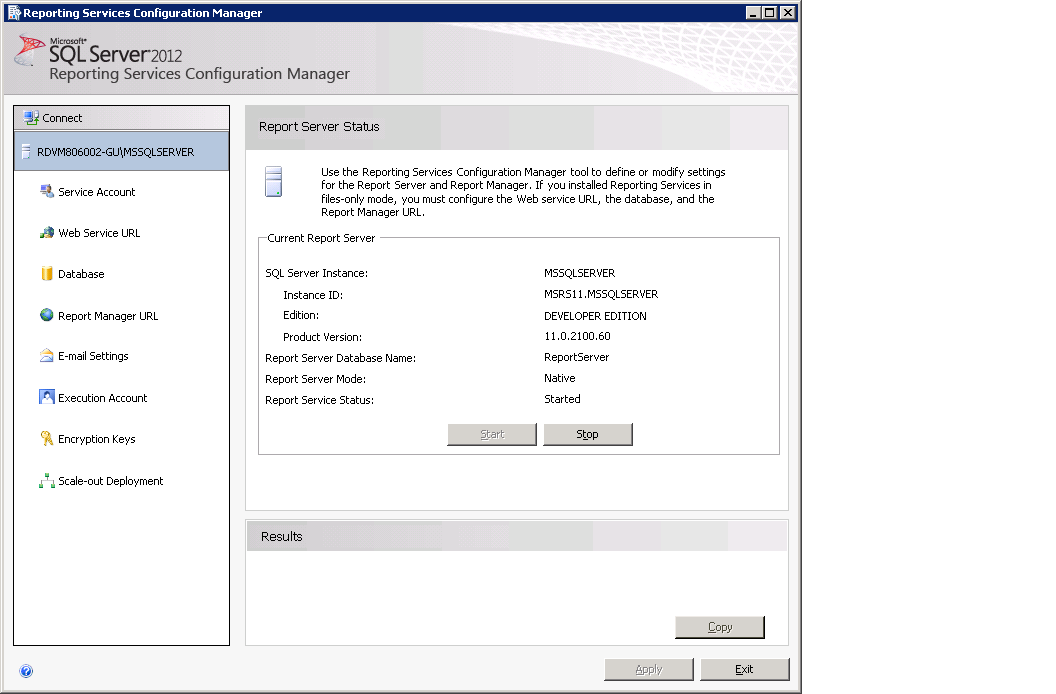 Reporting Services Configuration Manager
Microsoft®
SQL Server 2012
Reporting Services Configuration Manager
Connect
RDVM806002-GU\MSSQLSERVER
Service Account
Web Service URL
Database
Report Manager URL
E-mail Settings
Execution Account
Encryption Keys
Scale-out Deployment
Report Server Status
Use the Reporting Services Configuration Manager tool to define or modify settings
for the Report Server and Report Manager. If you installed Reporting Services in
files-only mode, you must configure the Web service URL, the database, and the
Report Manager URL.
Current Report Server
SQL Server Instance: MSSQLSERVER
Instance ID: MSRS11.MSSQLSERVER
Edition: DEVELOPER EDITION
Product Version: 11.0.2100.60
Report Server Database Name: ReportServer
Report Server Mode: Native
Report Service Status: Started
Start Stop
Results
Copy
Apply Exit